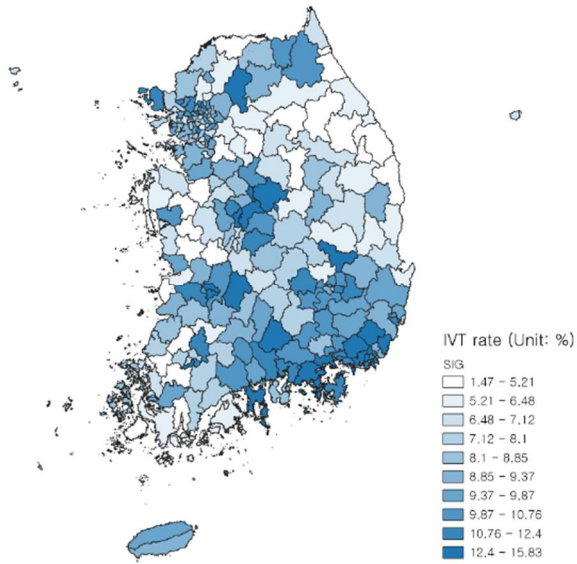 IVT rate (Unit: %)
SIG
1.47 - 5.21
5.21 - 6.48
6.48 - 7.12
7.12 - 8.1
8.1 - 8.85
8.85 - 9.37
9.37 - 9.87
9.87 - 10.76
10.76 - 12.4
12.4 - 15.83